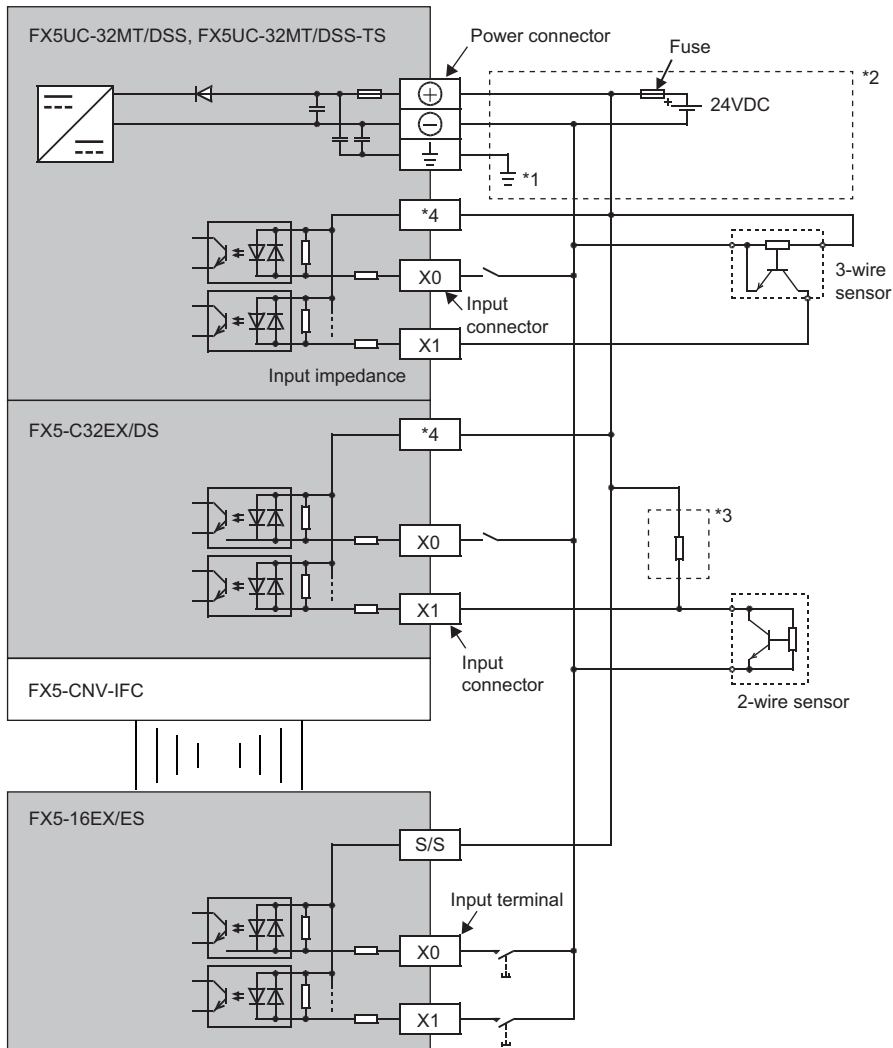 FX5UC-32MT/DSS, FX5UC-32MT/DSS-TS
Power connector
Fuse
*2
+
24VDC
*1
*4
X0
Input
connector
3-wire
sensor
X1
Input impedance
FX5-C32EX/DS
*4
*3
X0
X1
Input
connector
FX5-CNV-IFC
2-wire sensor
FX5-16EX/ES
S/S
Input terminal
X0
X1